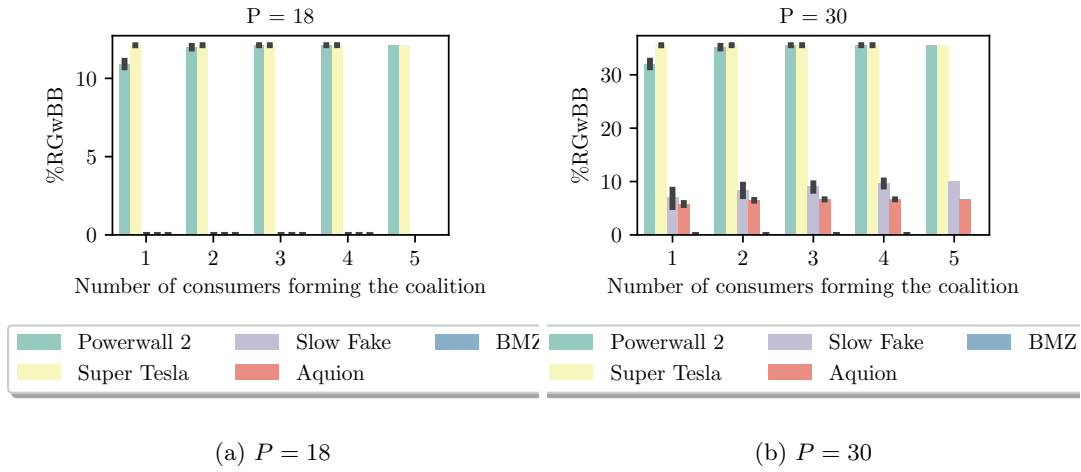 P = 18
%RGwBB
10
5
0
1 2 3 4 5
Number of consumers forming the coalition
Powerwall 2 Slow Fake BMZ
Super Tesla Aquion
(a) P = 18
P = 30
%RGwBB
30
20
10
0
1 2 3 4 5
Number of consumers forming the coalition
Powerwall 2 Slow Fake BMZ
Super Tesla Aquion
(b) P = 30